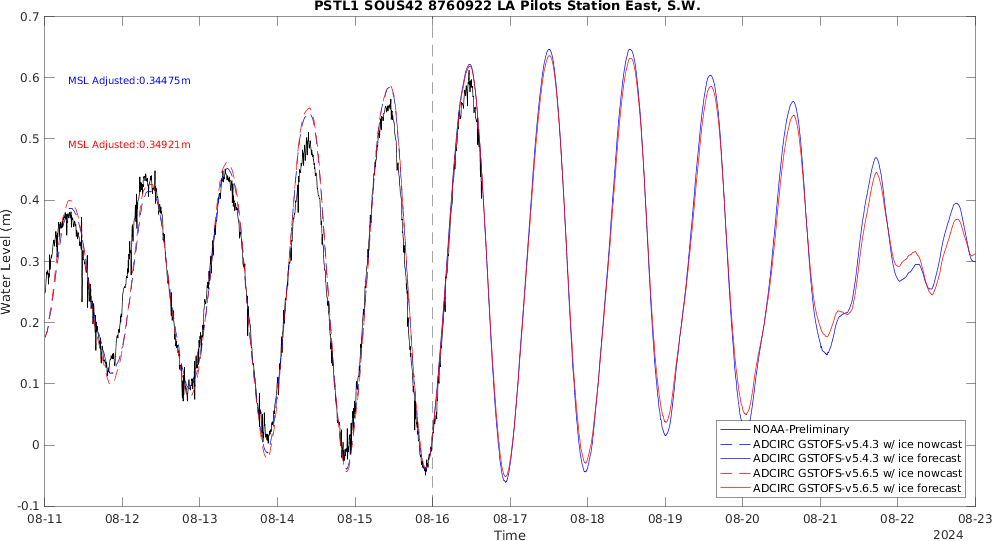 PSTL1 SOUS42 8760922 LA Pilots Station East, S.W.
0.7
0.6
0.5
0.4
0.3
0.2
0.1
0
-0.1
Water Level (m)
MSL Adjusted:0.34475m
MSL Adjusted:0.34921m
NOAA-Preliminary
ADCIRC GSTOFS-v5.4.3 w/ ice nowcast
ADCIRC GSTOFS-v5.4.3 w/ ice forecast
ADCIRC GSTOFS-v5.6.5 w/ ice nowcast
ADCIRC GSTOFS-v5.6.5 w/ ice forecast
08-11 08-12 08-13 08-14 08-15 08-16 08-17 08-18 08-19 08-20 08-21 08-22 08-23
Time
2024